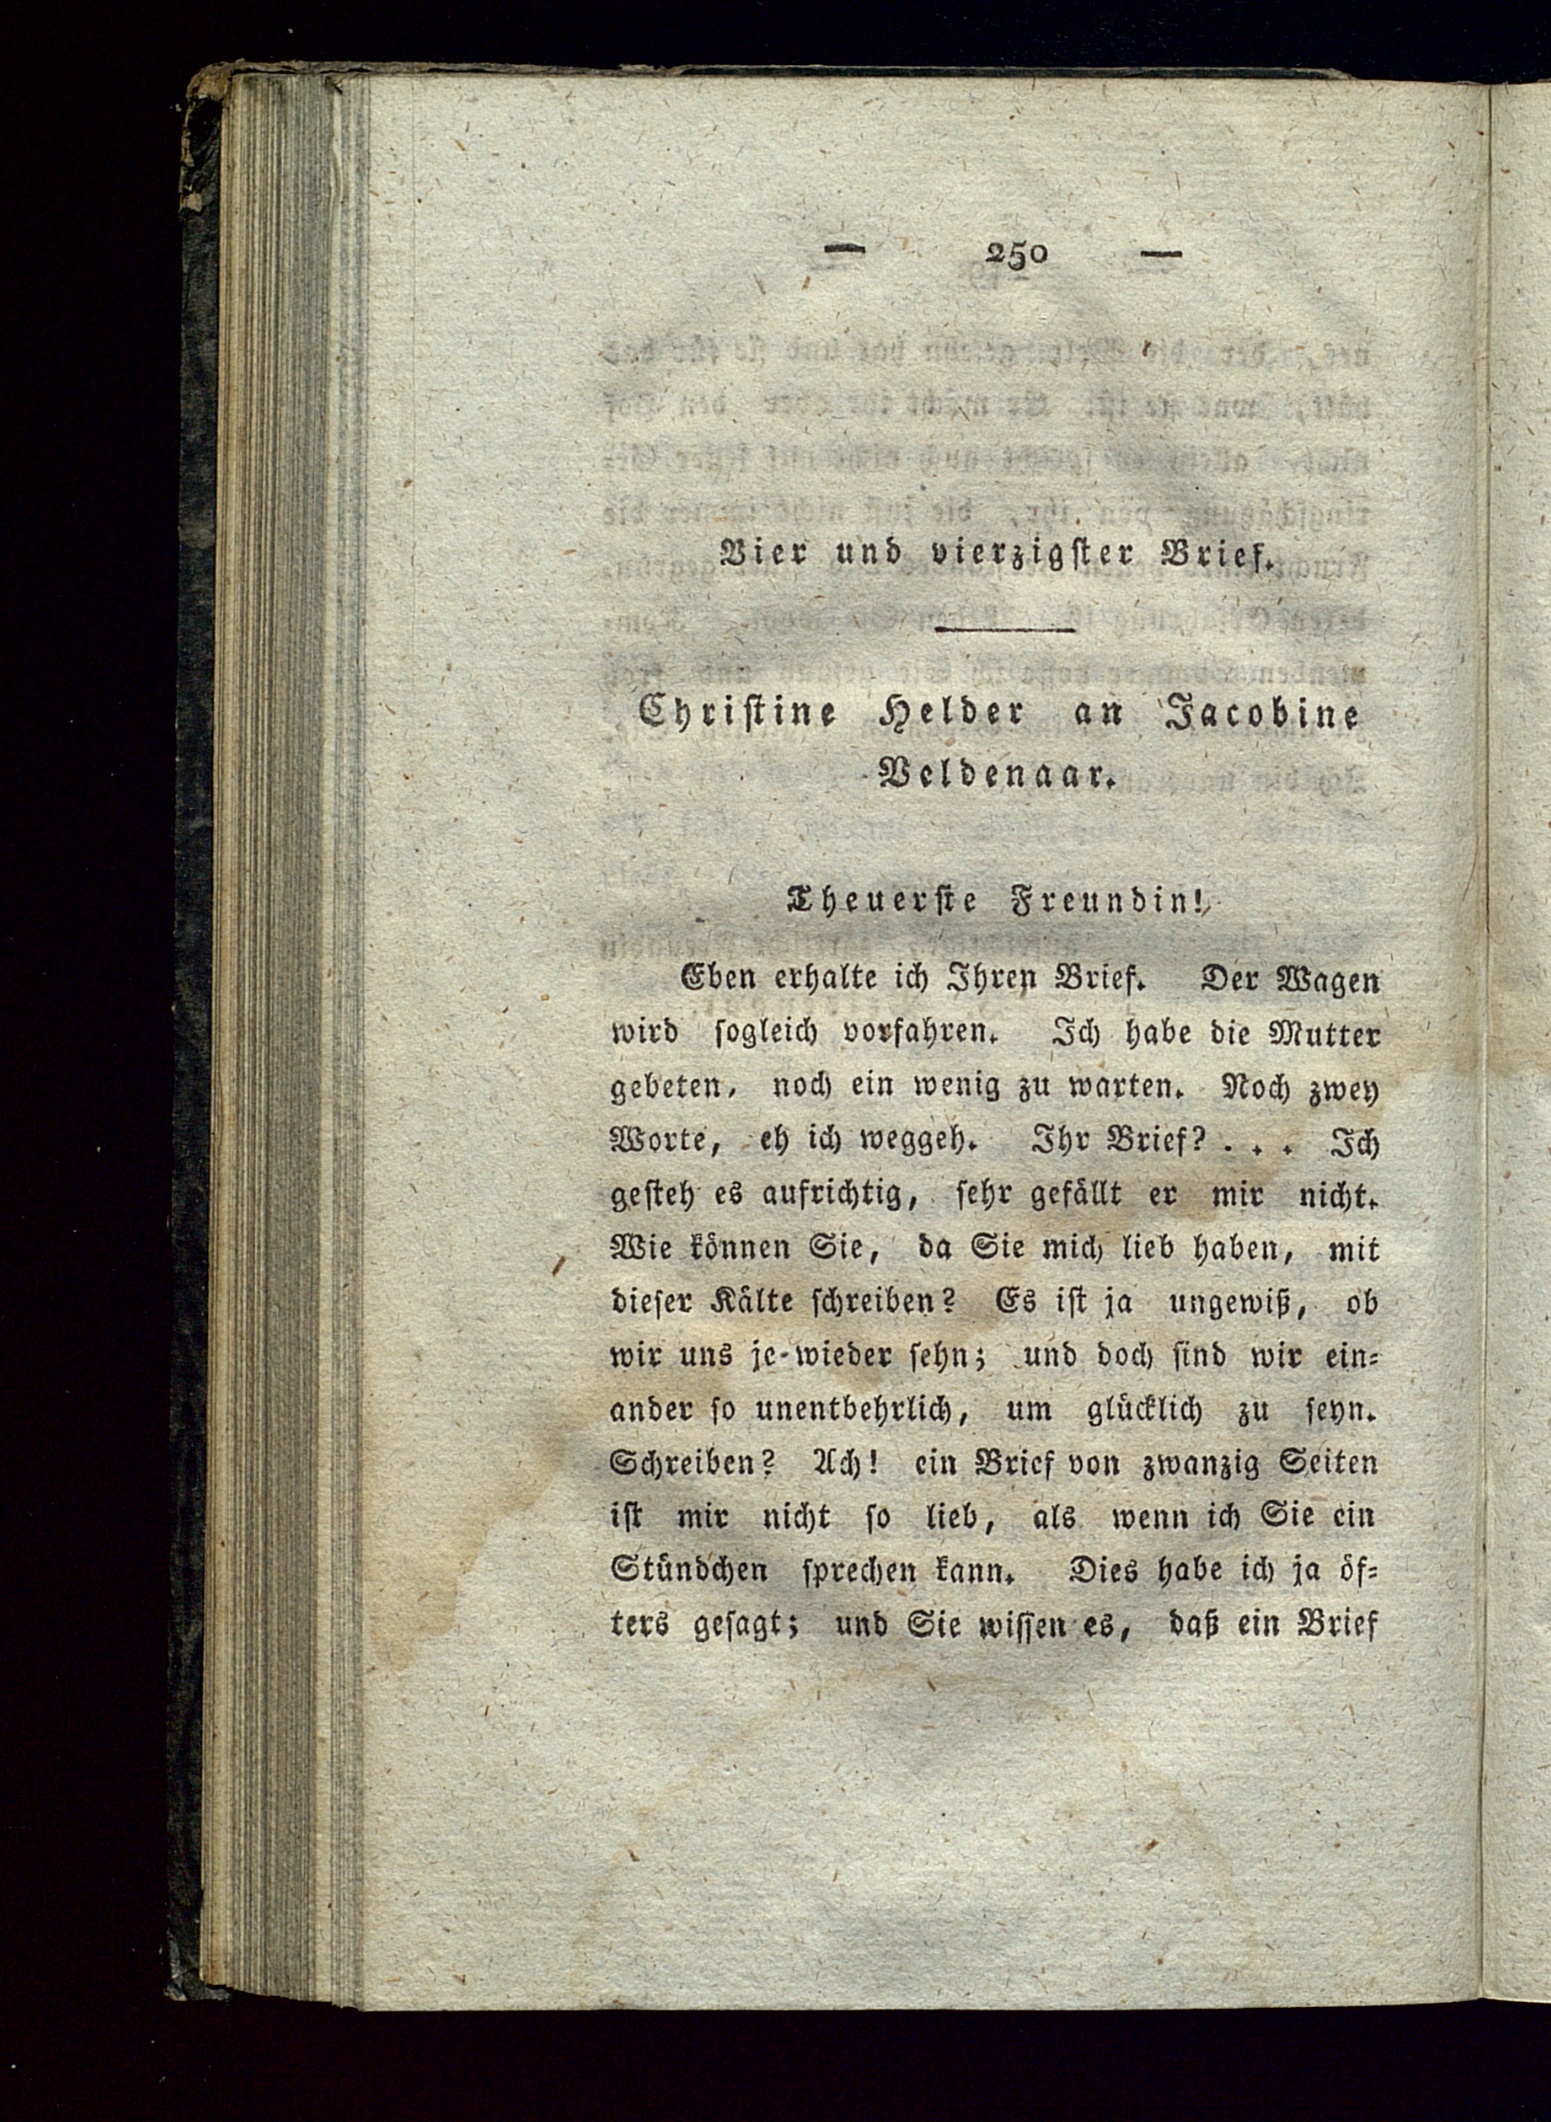 — 250 —
Vier und vierzigſter Brief.
Chriſtine Helder an Jacobine
Veldenaar.
Theuerſte Freundin!
Eben erhalte ich Ihren Brief. Der Wagen
wird ſogleich vorfahren. Ich habe die Mutter
gebeten, noch ein wenig zu warten. Noch zwey
Worte, eh ich weggeh. Ihr Brief? . . . Ich
geſteh es aufrichtig, ſehr gefällt er mir nicht.
Wie können Sie, da Sie mich lieb haben, mit
dieſer Kälte ſchreiben? Es iſt ja ungewiß, ob
wir uns je wieder ſehn; und doch ſind wir ein⸗
ander ſo unentbehrlich, um glücklich zu ſeyn.
Schreiben? Ach! ein Brief von zwanzig Seiten
iſt mir nicht ſo lieb, als wenn ich Sie ein
Stündchen ſprechen kann. Dies habe ich ja öf⸗
ters geſagt; und Sie wiſſen es, daß ein Brief